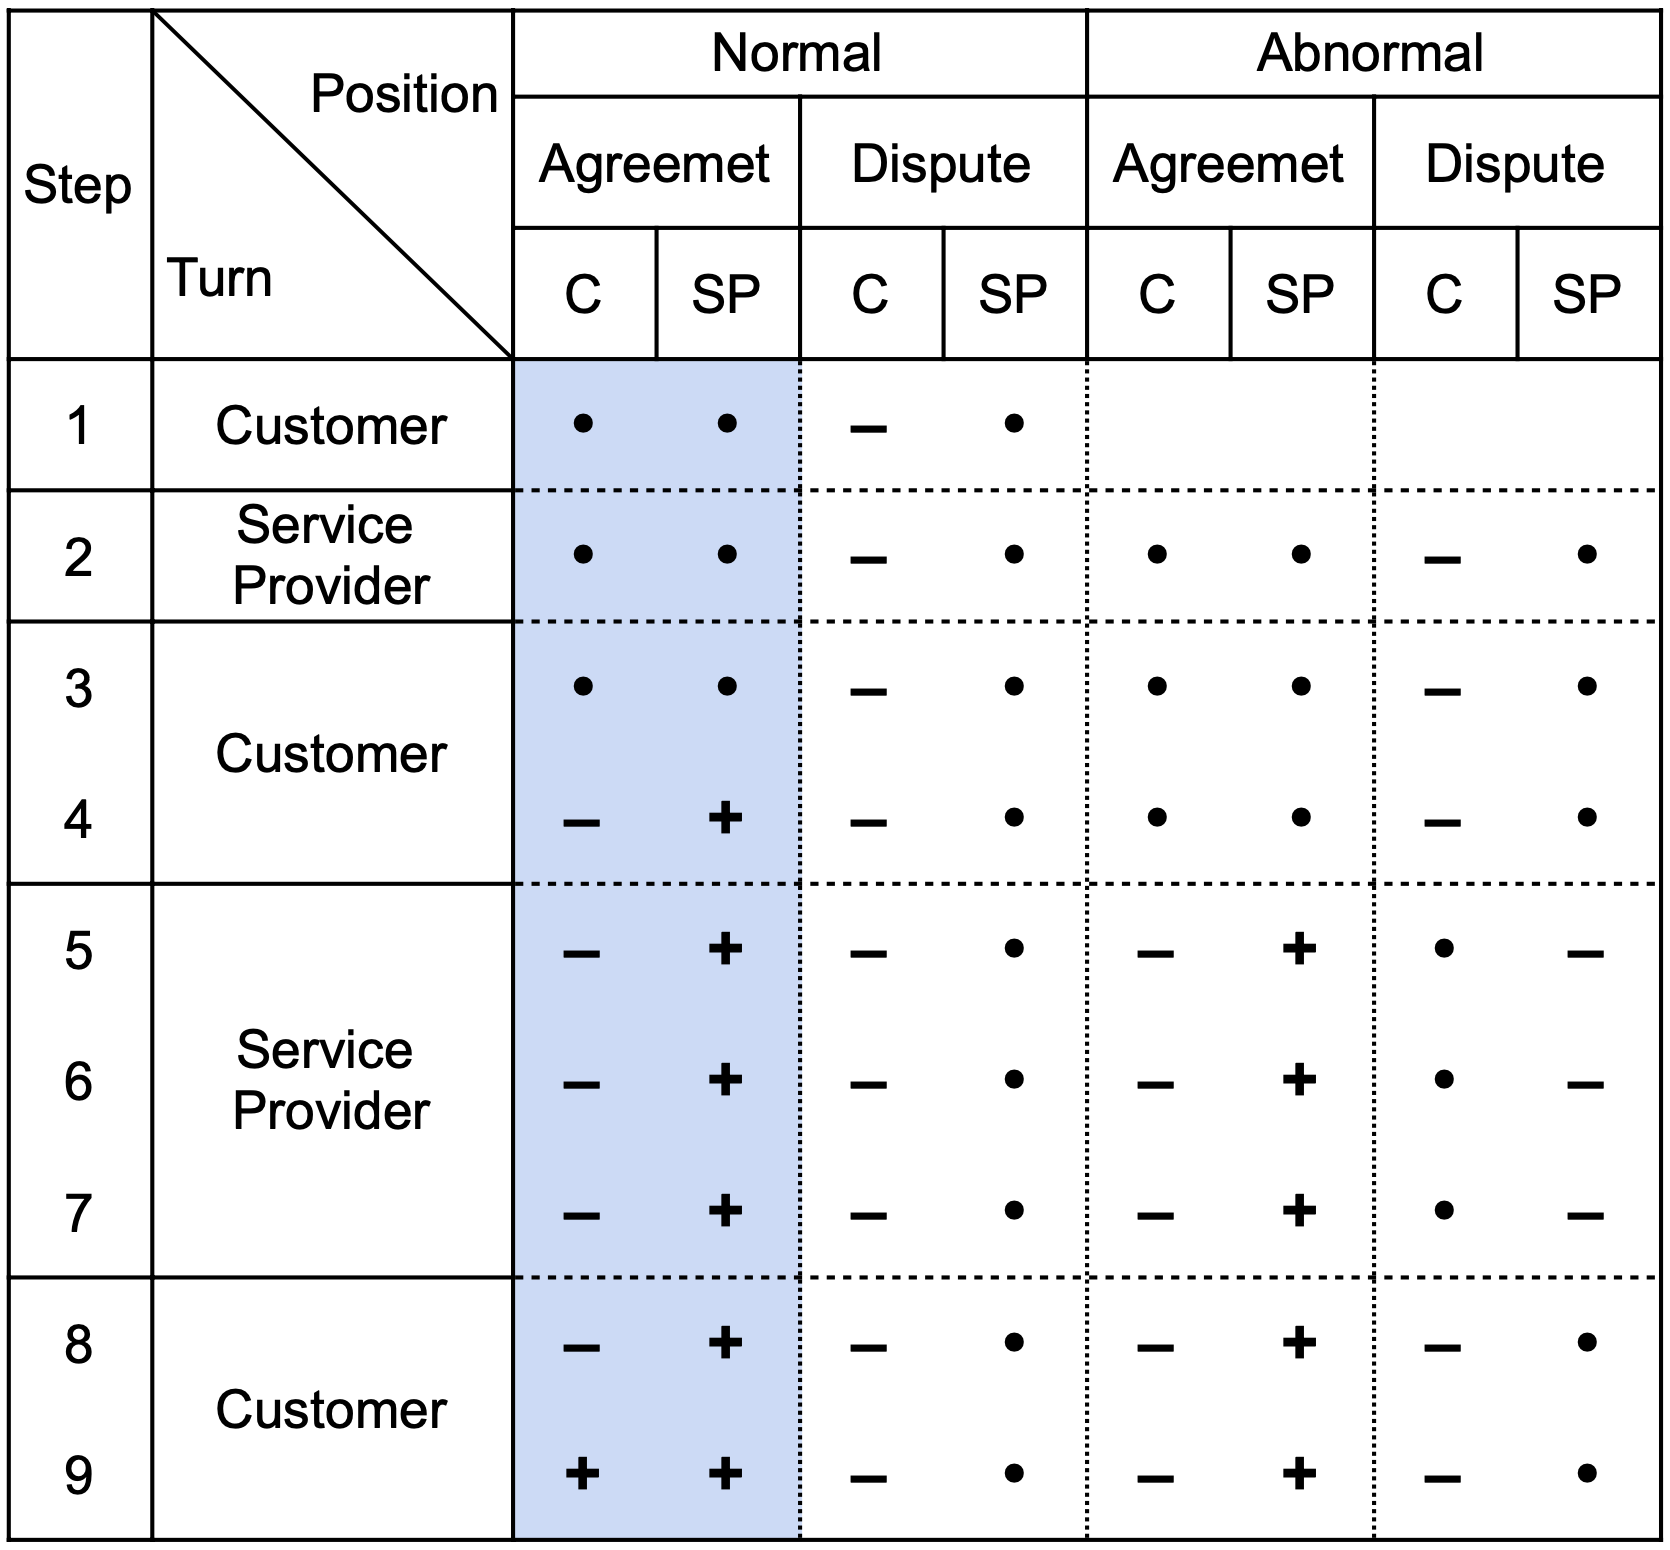 Normal Abnormal
Step Position Agreemet Dispute Agreemet Dispute
Turn C SP C SP C SP C SP
1 Customer • • – •
2 Service Provider • • – • • • – •
3 Customer • • – • • • – •
4 – + – • • • – •
5 Service Provider – + – • – + • –
6 – + – • – + • –
7 – + – • – + • –
8 Customer – + – • – + – •
9 + + – • – + – •